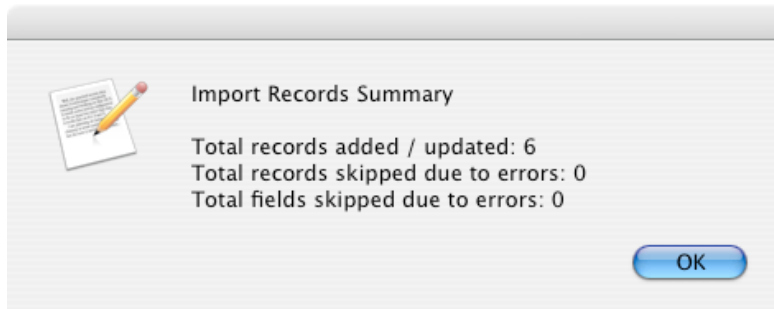 Import Records Summary
Total records added / updated: 6
Total records skipped due to errors: 0
Total fields skipped due to errors: 0
OK